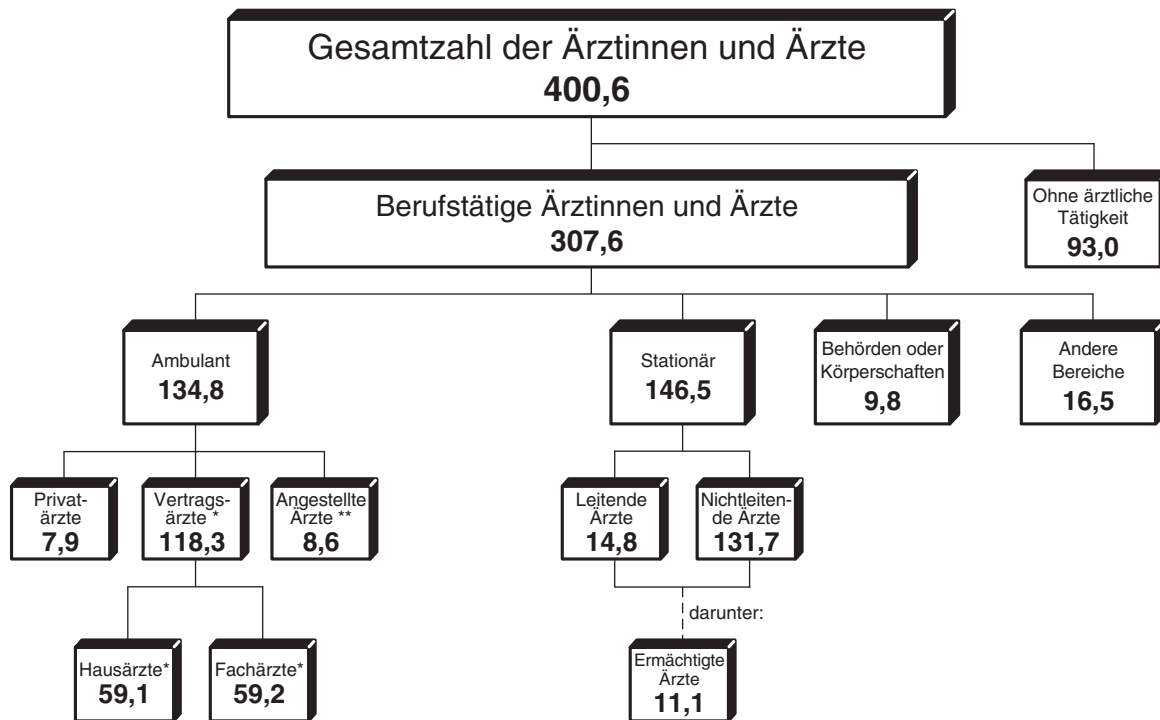 Gesamtzahl der Ärztinnen und Ärzte
400,6
Berufstätige Ärztinnen und Ärzte
307,6
Ohne ärztliche
Tätigkeit
93,0
Ambulant
134,8
Stationär
146,5
Behörden oder
Körperschaften
9,8
Andere
Bereiche
16,5
Privat-
ärzte
7,9
Vertrags-
ärzte *
118,3
Angestellte
Ärzte **
8,6
Leitende
Ärzte
14,8
Nichtleiten-
de Ärzte
131,7
darunter:
Hausärzte*
59,1
Fachärzte*
59,2
Ermächtigte
Ärzte
11,1